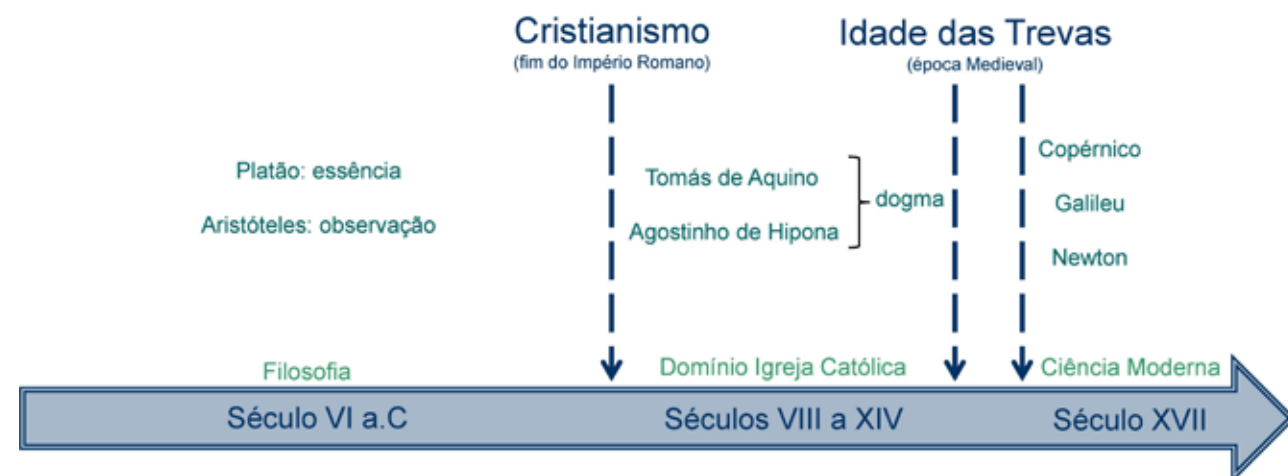 Cristianismo
(fim do Império Romano)
Idade das Trevas
(época Medieval)
Platão: essência
Aristóteles: observação
Tomás de Aquino
Agostinho de Hipona
dogma
Copérnico
Galileu
Newton
Filosofia
Domínio Igreja Católica
Ciência Moderna
Século VI a.C
Séculos VIII a XIV
Século XVII